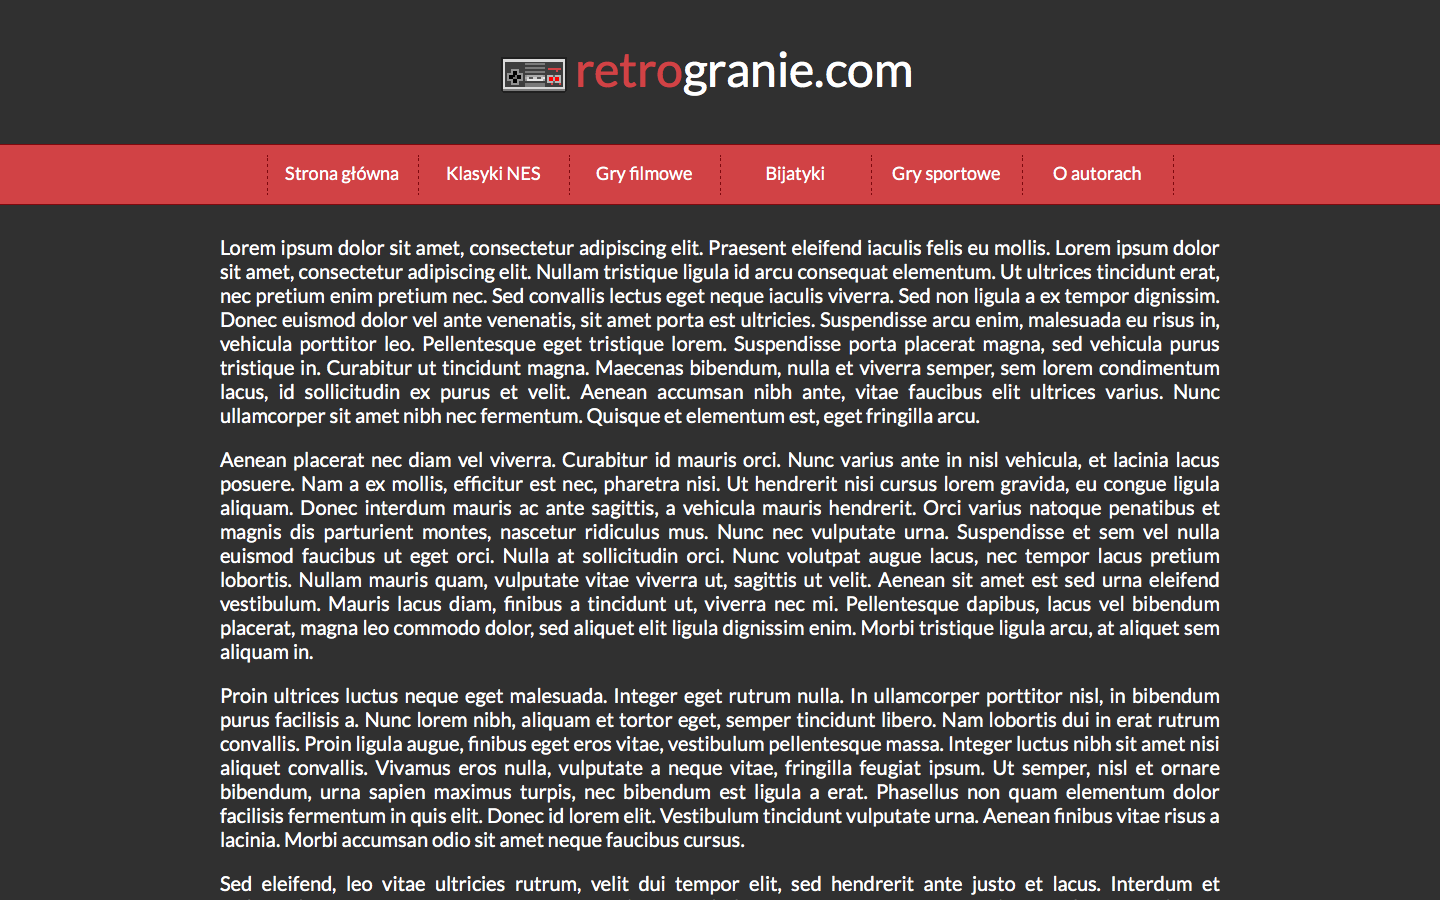 retrogranie.com
Strona główna
Klasyki NES
Gry filmowe
Bijatyki
Gry sportowe
O autorach
Lorem ipsum dolor sit amet, consectetur adipiscing elit. Praesent eleifend iaculis felis eu mollis. Lorem ipsum dolor
sit amet, consectetur adipiscing elit. Nullam tristique ligula id arcu consequat elementum. Ut ultrices tincidunt erat,
nec pretium enim pretium nec. Sed convallis lectus eget neque iaculis viverra. Sed non ligula a ex tempor dignissim.
Donec euismod dolor vel ante venenatis, sit amet porta est ultricies. Suspendisse arcu enim, malesuada eu risus in,
vehicula porttitor leo. Pellentesque eget tristique lorem. Suspendisse porta placerat magna, sed vehicula purus
tristique in. Curabitur ut tincidunt magna. Maecenas bibendum, nulla et viverra semper, sem lorem condimentum
lacus, id sollicitudin ex purus et velit. Aenean accumsan nibh ante, vitae faucibus elit ultrices varius. Nunc
ullamcorper sit amet nibh nec fermentum. Quisque et elementum est, eget fringilla arcu.
Aenean placerat nec diam vel viverra. Curabitur id mauris orci. Nunc varius ante in nisl vehicula, et lacinia lacus
posuere. Nam a ex mollis, efficitur est nec, pharetra nisi. Ut hendrerit nisi cursus lorem gravida, eu congue ligula
aliquam. Donec interdum mauris ac ante sagittis, a vehicula mauris hendrerit. Orci varius natoque penatibus et
magnis dis parturient montes, nascetur ridiculus mus. Nunc nec vulputate urna. Suspendisse et sem vel nulla
euismod faucibus ut eget orci. Nulla at sollicitudin orci. Nunc volutpat augue lacus, nec tempor lacus pretium
lobortis. Nullam mauris quam, vulputate vitae viverra ut, sagittis ut velit. Aenean sit amet est sed urna eleifend
vestibulum. Mauris lacus diam, finibus a tincidunt ut, viverra nec mi. Pellentesque dapibus, lacus vel bibendum
placerat, magna leo commodo dolor, sed aliquet elit ligula dignissim enim. Morbi tristique ligula arcu, at aliquet sem
aliquam in.
Proin ultrices luctus neque eget malesuada. Integer eget rutrum nulla. In ullamcorper porttitor nisl, in bibendum
purus facilisis a. Nunc lorem nibh, aliquam et tortor eget, semper tincidunt libero. Nam lobortis dui in erat rutrum
convallis. Proin ligula augue, finibus eget eros vitae, vestibulum pellentesque massa. Integer luctus nibh sit amet nisi
aliquet convallis. Vivamus eros nulla, vulputate a neque vitae, fringilla feugiat ipsum. Ut semper, nisl et ornare
bibendum, urna sapien maximus turpis, nec bibendum est ligula a erat. Phasellus non quam elementum dolor
facilisis fermentum in quis elit. Donec id lorem elit. Vestibulum tincidunt vulputate urna. Aenean finibus vitae risus a
lacinia. Morbi accumsan odio sit amet neque faucibus cursus.
Sed eleifend, leo vitae ultricies rutrum, velit dui tempor elit, sed hendrerit ante justo et lacus. Interdum et